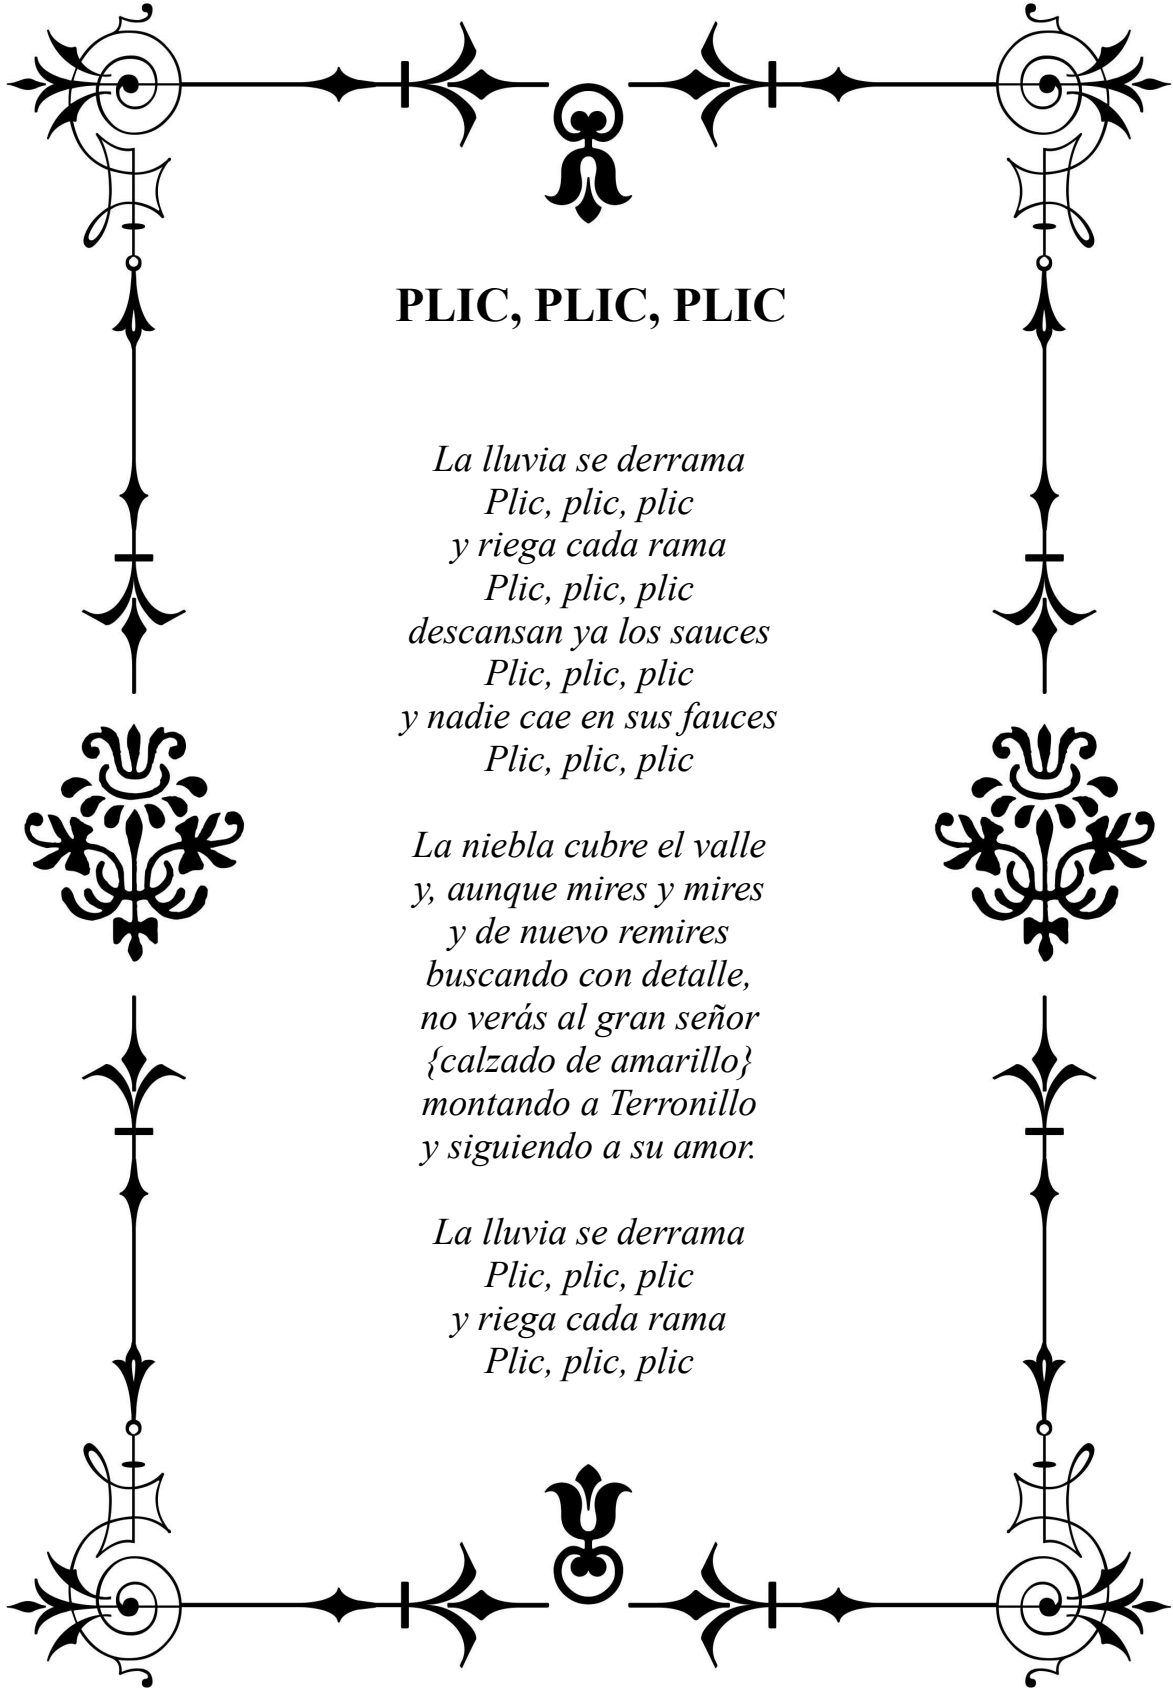 PLIC, PLIC, PLIC
La lluvia se derrama
Plic, plic, plic
y riega cada rama
Plic, plic, plic
descansan ya los sauces
Plic, plic, plic
y nadie cae en sus fauces
Plic, plic, plic
La niebla cubre el valle
y, aunque mires y mires
y de nuevo remires
buscando con detalle,
no verás al gran señor
{calzado de amarillo}
montando a Terronillo
y siguiendo a su amor.
La lluvia se derrama
Plic, plic, plic
y riega cada rama
Plic, plic, plic